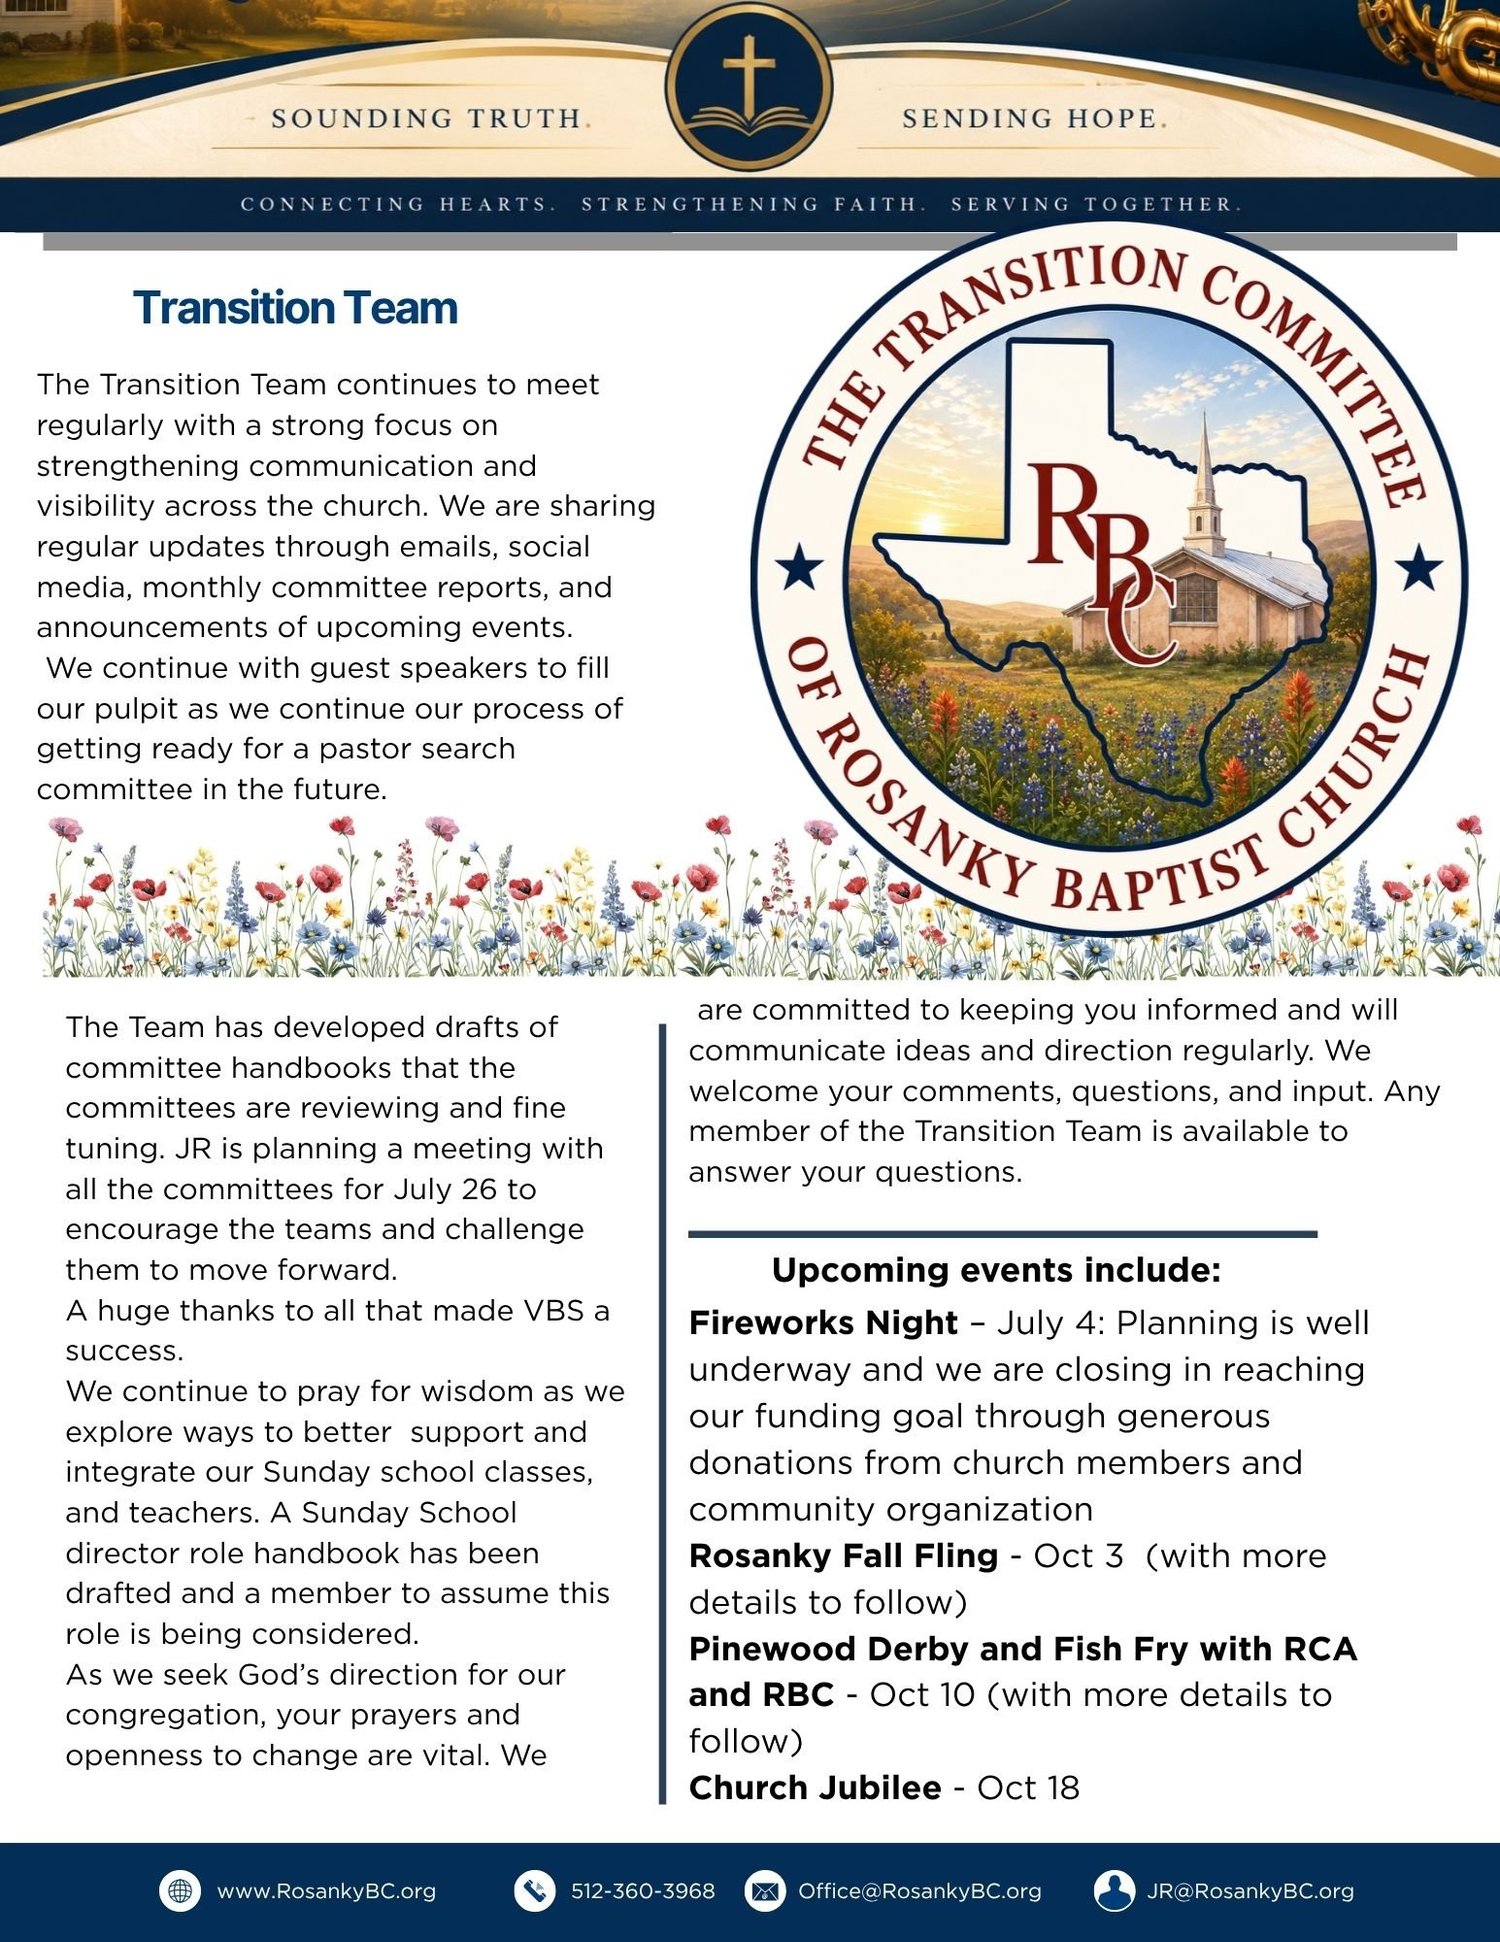 SOUNDING TRUTH.
SENDING HOPE.
CONNECTING HEARTS. STRENGTHENING FAITH. SERVING TOGETHER.
Transition Team
The Transition Team continues to meet
regularly with a strong focus on
strengthening communication and
visibility across the church. We are sharing
regular updates through emails, social
media, monthly committee reports, and
announcements of upcoming events.
We continue with guest speakers to fill
our pulpit as we continue our process of
getting ready for a pastor search
committee in the future.
THE TRANSITION COMMITTEE
OF ROSANKY BAPTIST CHURCH
RBC
The Team has developed drafts of
committee handbooks that the
committees are reviewing and fine
tuning. JR is planning a meeting with
all the committees for July 26 to
encourage the teams and challenge
them to move forward.
A huge thanks to all that made VBS a
success.
We continue to pray for wisdom as we
explore ways to better  support and
integrate our Sunday school classes,
and teachers. A Sunday School
director role handbook has been
drafted and a member to assume this
role is being considered.
As we seek God’s direction for our
congregation, your prayers and
openness to change are vital. We
are committed to keeping you informed and will
communicate ideas and direction regularly. We
welcome your comments, questions, and input. Any
member of the Transition Team is available to
answer your questions.
Upcoming events include:
Fireworks Night – July 4: Planning is well
underway and we are closing in reaching
our funding goal through generous
donations from church members and
community organization
Rosanky Fall Fling - Oct 3  (with more
details to follow)
Pinewood Derby and Fish Fry with RCA
and RBC - Oct 10 (with more details to
follow)
Church Jubilee - Oct 18
www.RosankyBC.org
512-360-3968
Office@RosankyBC.org
JR@RosankyBC.org